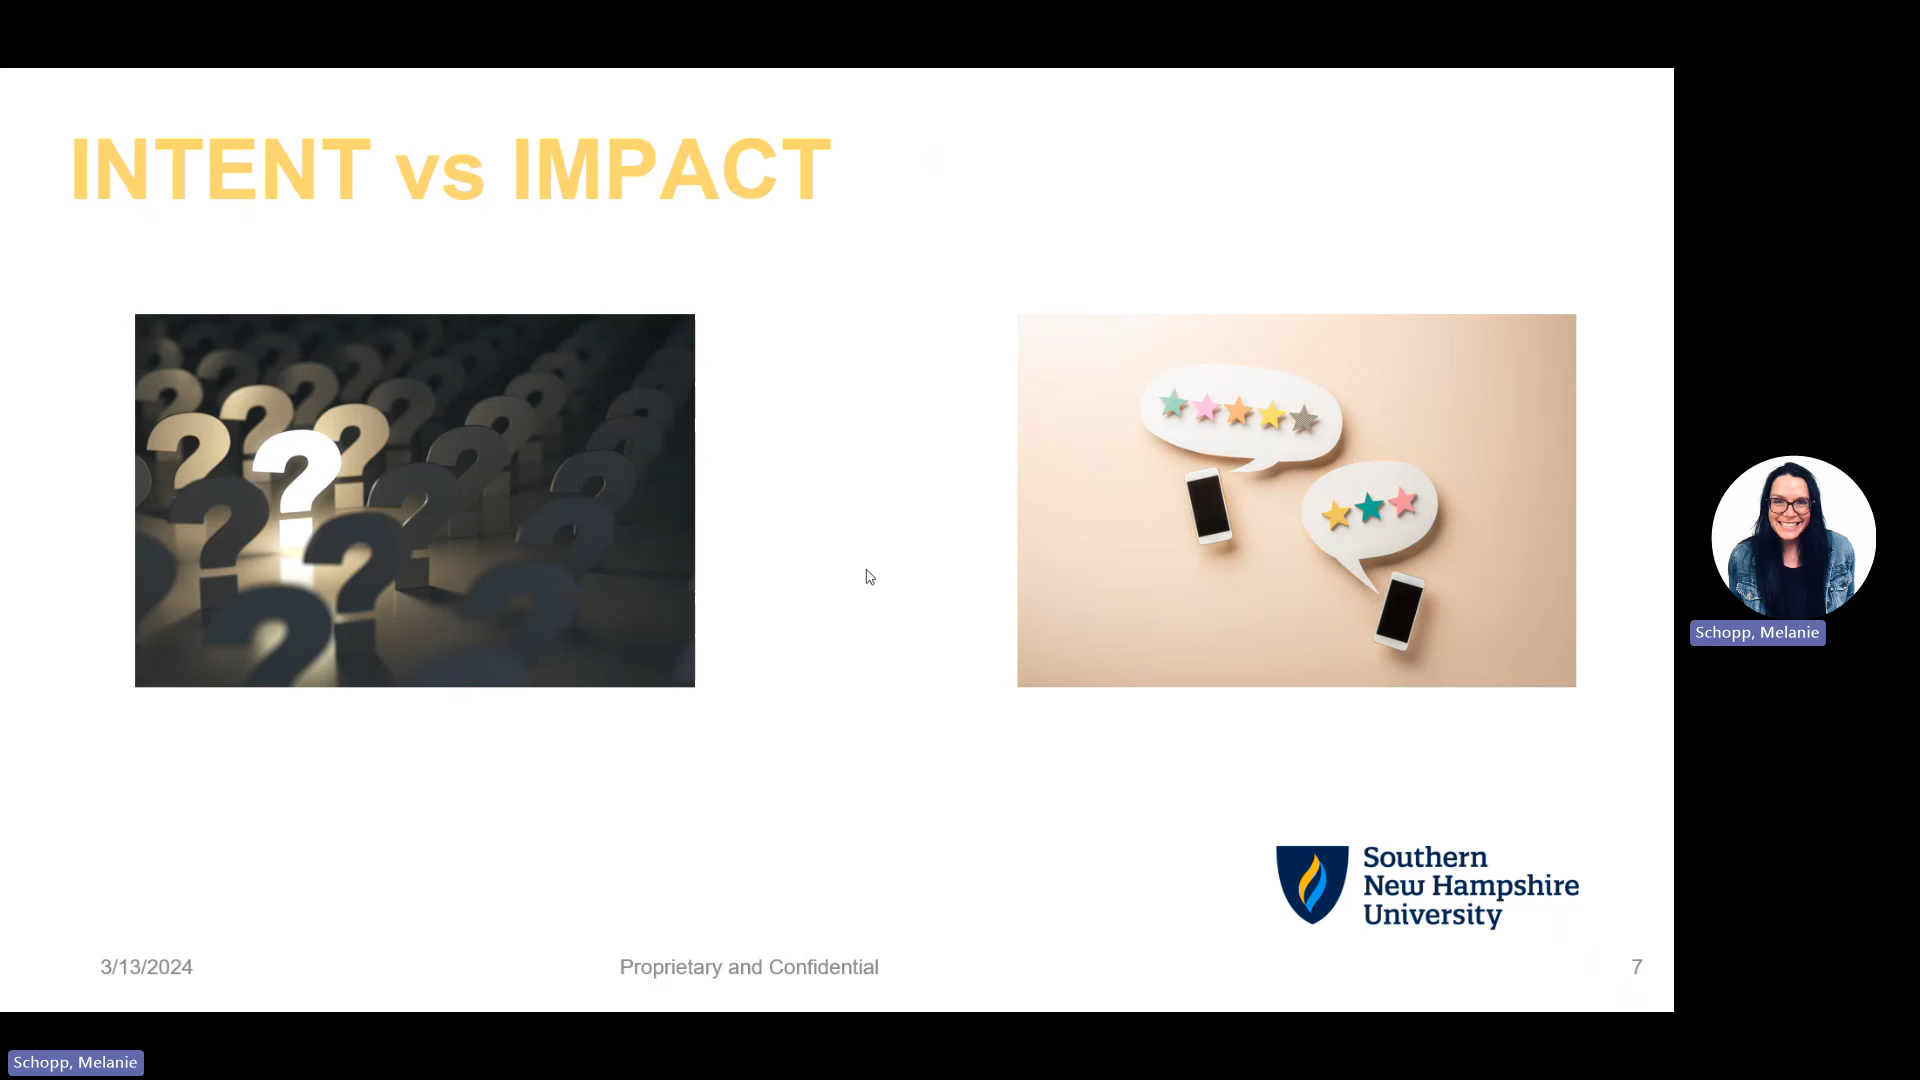 INTENT vs IMPACT
Schopp, Melanie
Southern
New Hampshire
University
3/13/2024
Proprietary and Confidential
7
Schopp, Melanie